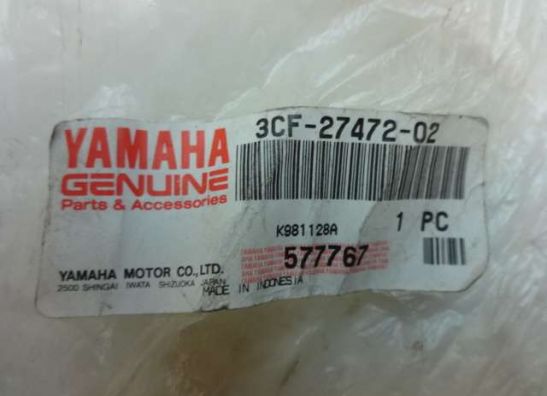 YAMAHA
GENUINE
Parts & Accessories
3CF-27472-02
K981128A
1 PC
577767
YAMAHA MOTOR CO.,LTD.
2500 SHINGAI IWATA SHIZUOKA JAPAN
MADE IN INDONESIA